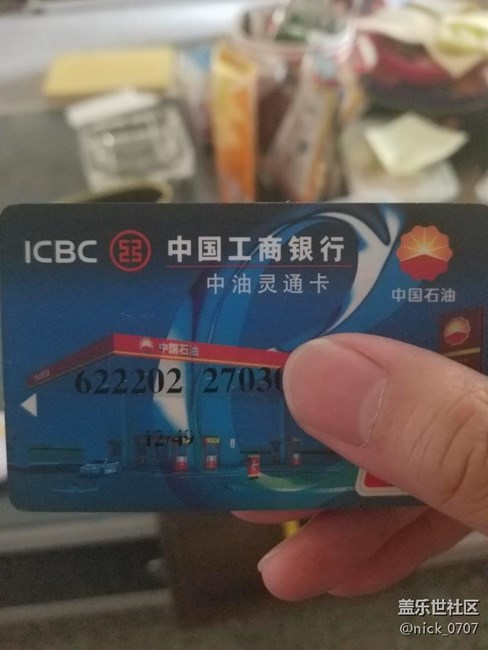 ICBC 中国工商银行
中油灵通卡
中国石油
中国石油
622202 27030
12/49
盖乐世社区
@nick_0707